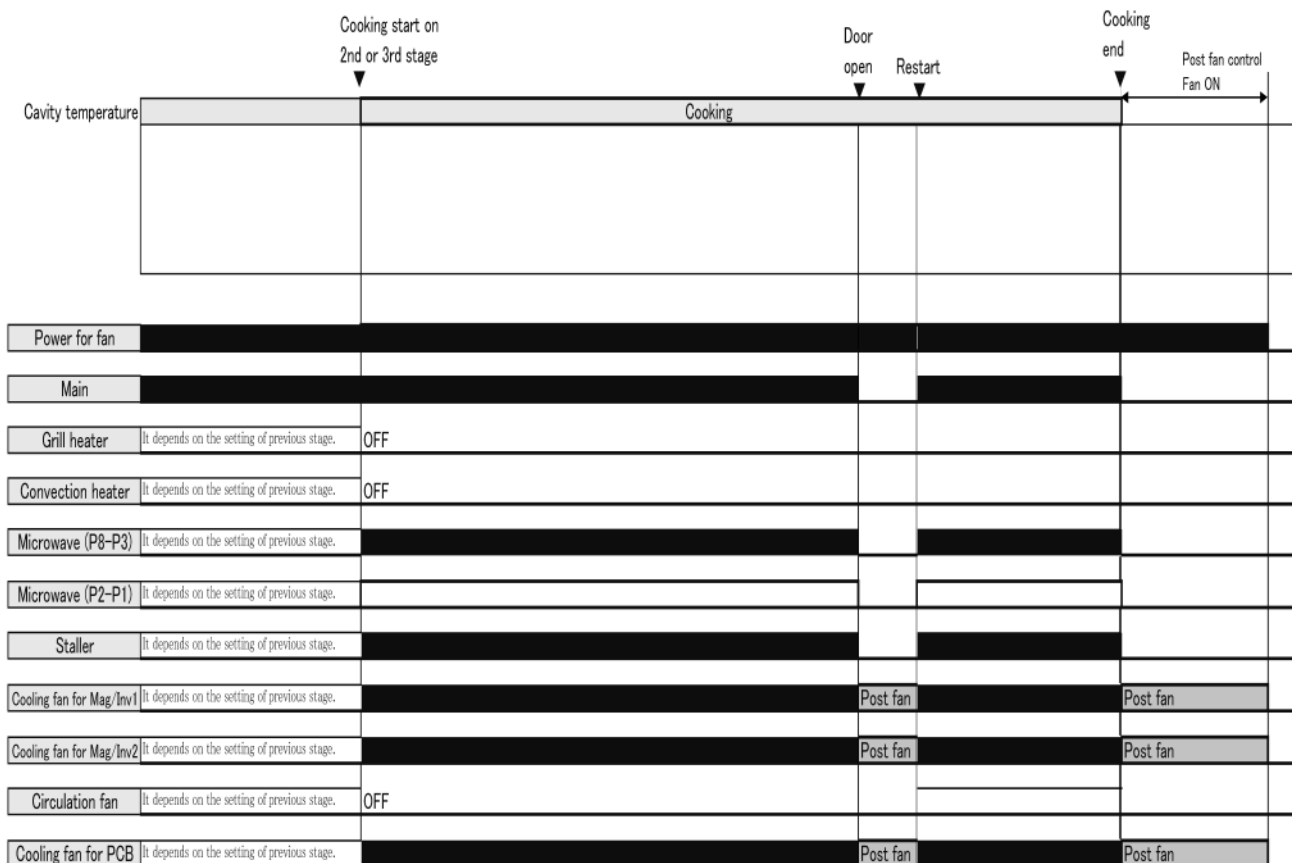 Cooking start on
2nd or 3rd stage
Door
open
Restart
Cooking
end
Post fan control
Fan ON
Cavity temperature
Cooking
Power for fan
Main
Grill heater It depends on the setting of previous stage. OFF
Convection heater It depends on the setting of previous stage. OFF
Microwave (P8-P3) It depends on the setting of previous stage.
Microwave (P2-P1) It depends on the setting of previous stage.
Staller It depends on the setting of previous stage.
Cooling fan for Mag/Inv1 It depends on the setting of previous stage. Post fan Post fan
Cooling fan for Mag/Inv2 It depends on the setting of previous stage. Post fan Post fan
Circulation fan It depends on the setting of previous stage. OFF
Cooling fan for PCB It depends on the setting of previous stage. Post fan Post fan